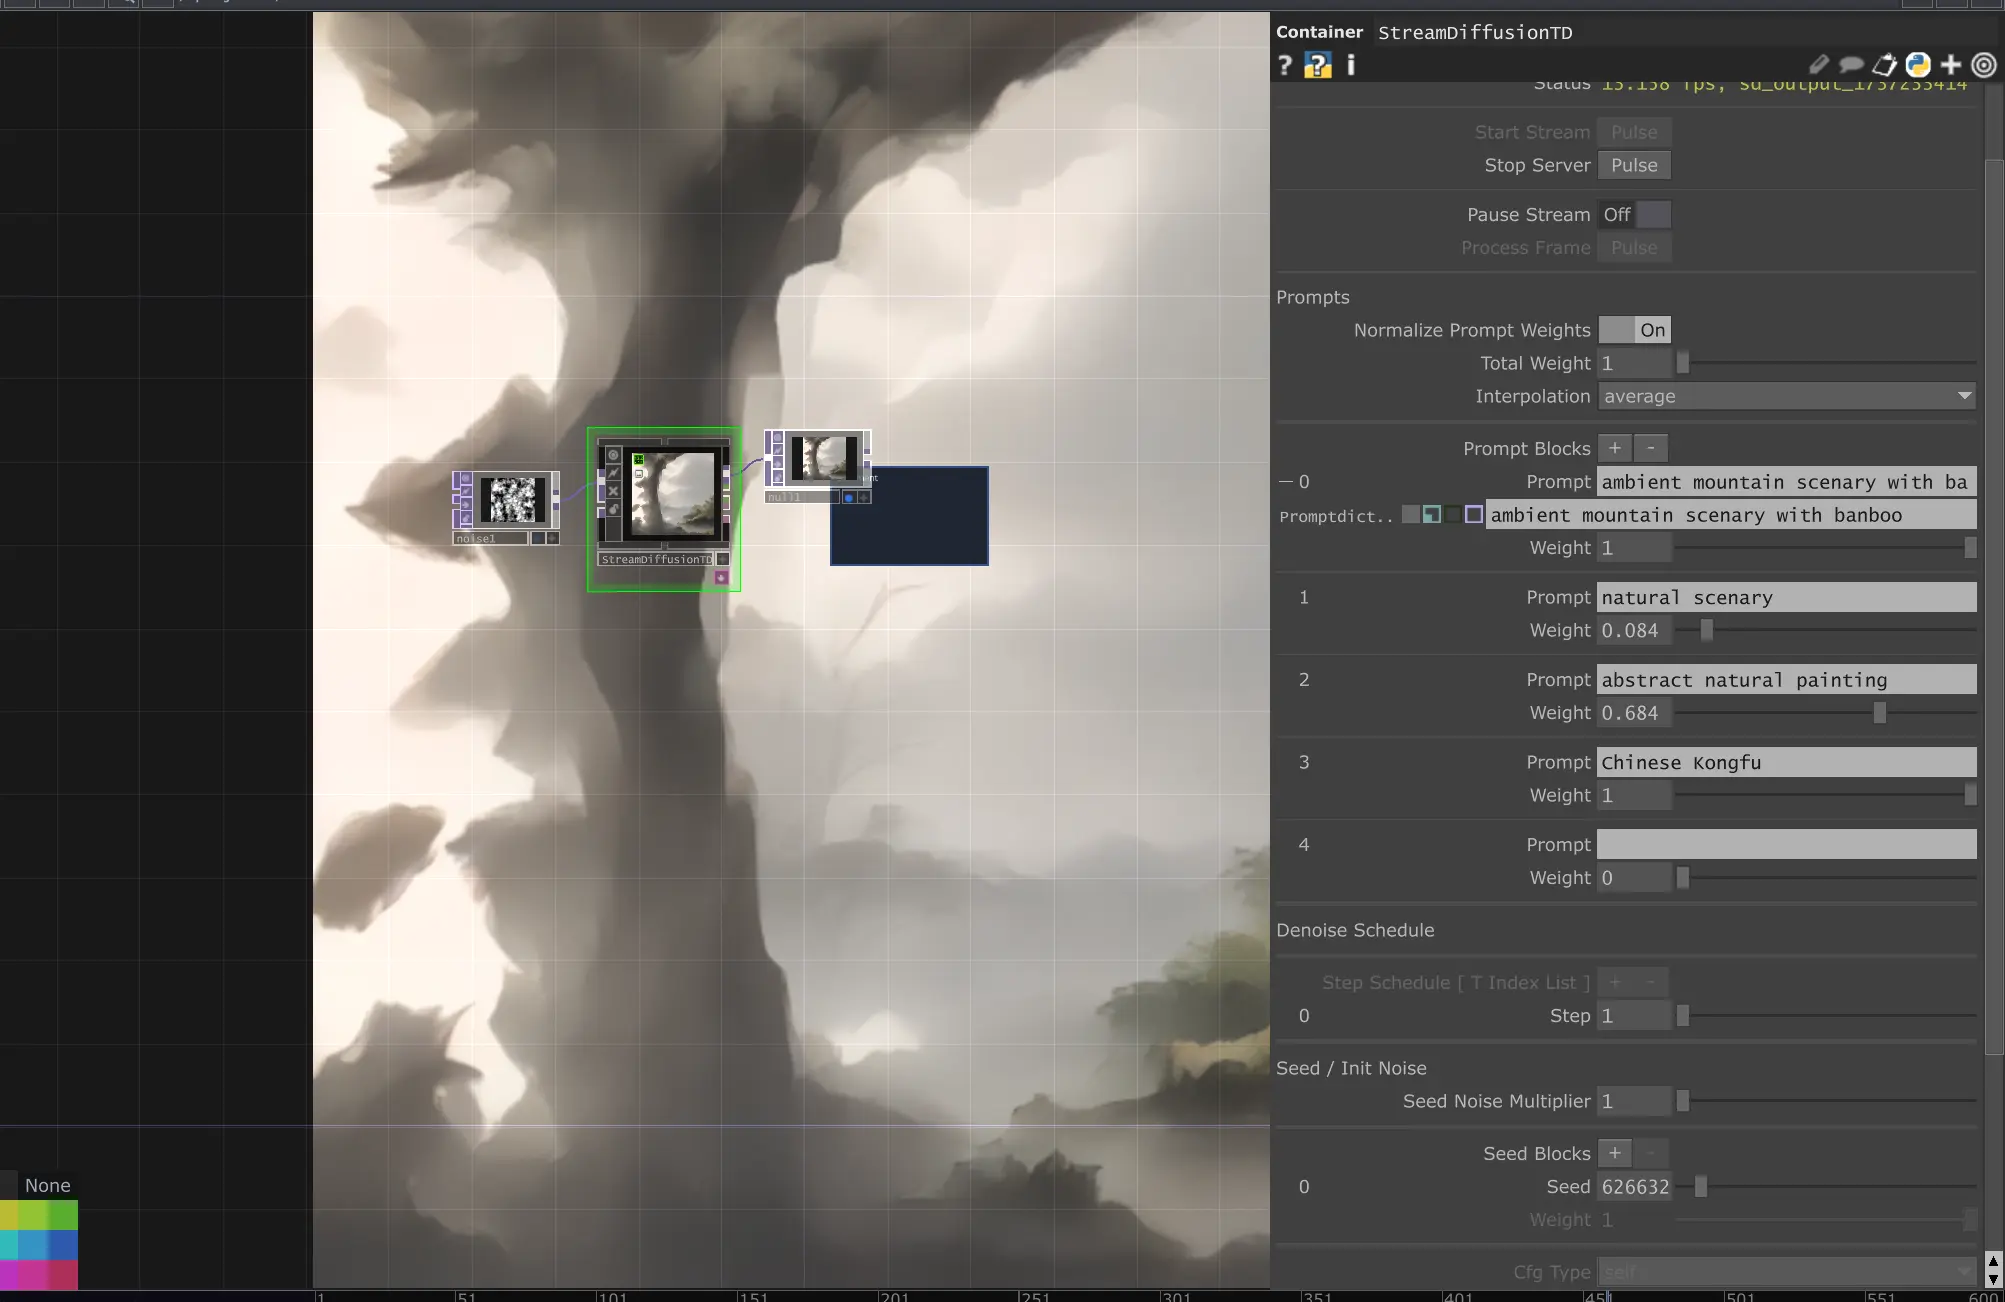 Container StreamDiffusionTD
? ? i
Status 13.158 fps, sd_output_1737253414
Start Stream Pulse
Stop Server Pulse
Pause Stream Off
Process Frame Pulse
Prompts
Normalize Prompt Weights On
Total Weight 1
Interpolation average
Prompt Blocks + -
0 Prompt ambient mountain scenary with ba
Promptdict.. ambient mountain scenary with banboo
Weight 1
1 Prompt natural scenary
Weight 0.084
2 Prompt abstract natural painting
Weight 0.684
3 Prompt Chinese Kongfu
Weight 1
4 Prompt
Weight 0
Denoise Schedule
Step Schedule [ T Index List ] + -
0 Step 1
Seed / Init Noise
Seed Noise Multiplier 1
Seed Blocks + -
0 Seed 626632
Weight 1
Cfg Type self
noise1
StreamDiffusionTD
null1
None
1 51 101 151 201 251 301 351 401 451 501 551 600